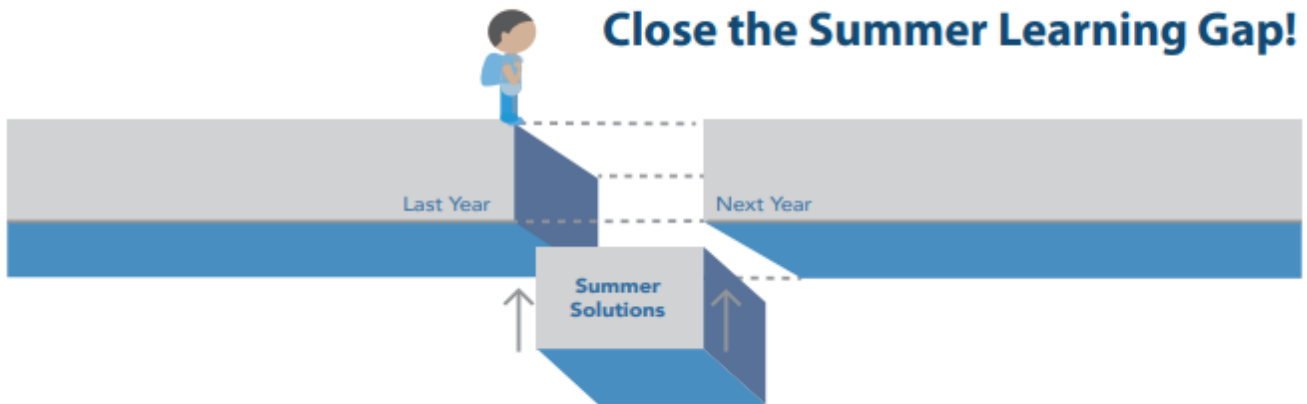 Close the Summer Learning Gap!
Last Year
Next Year
Summer
Solutions